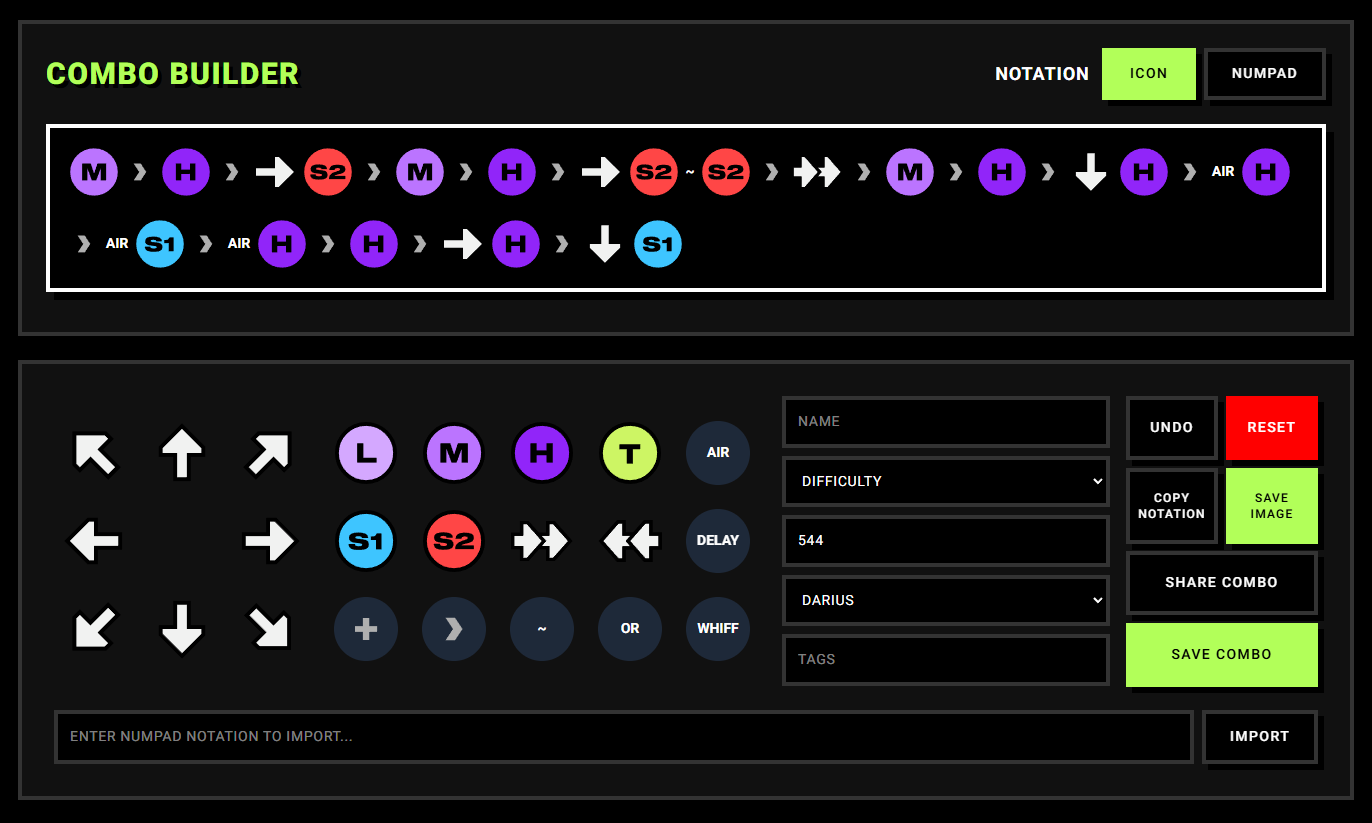 COMBO BUILDER
NOTATION ICON NUMPAD
M H S2 M H S2 ~ S2 M H H AIR H
AIR S1 AIR H H H S1
L M H T AIR
S1 S2 DELAY
+ ~ OR WHIFF
NAME
DIFFICULTY
544
DARIUS
TAGS
UNDO RESET
COPY NOTATION SAVE IMAGE
SHARE COMBO
SAVE COMBO
ENTER NUMPAD NOTATION TO IMPORT... IMPORT